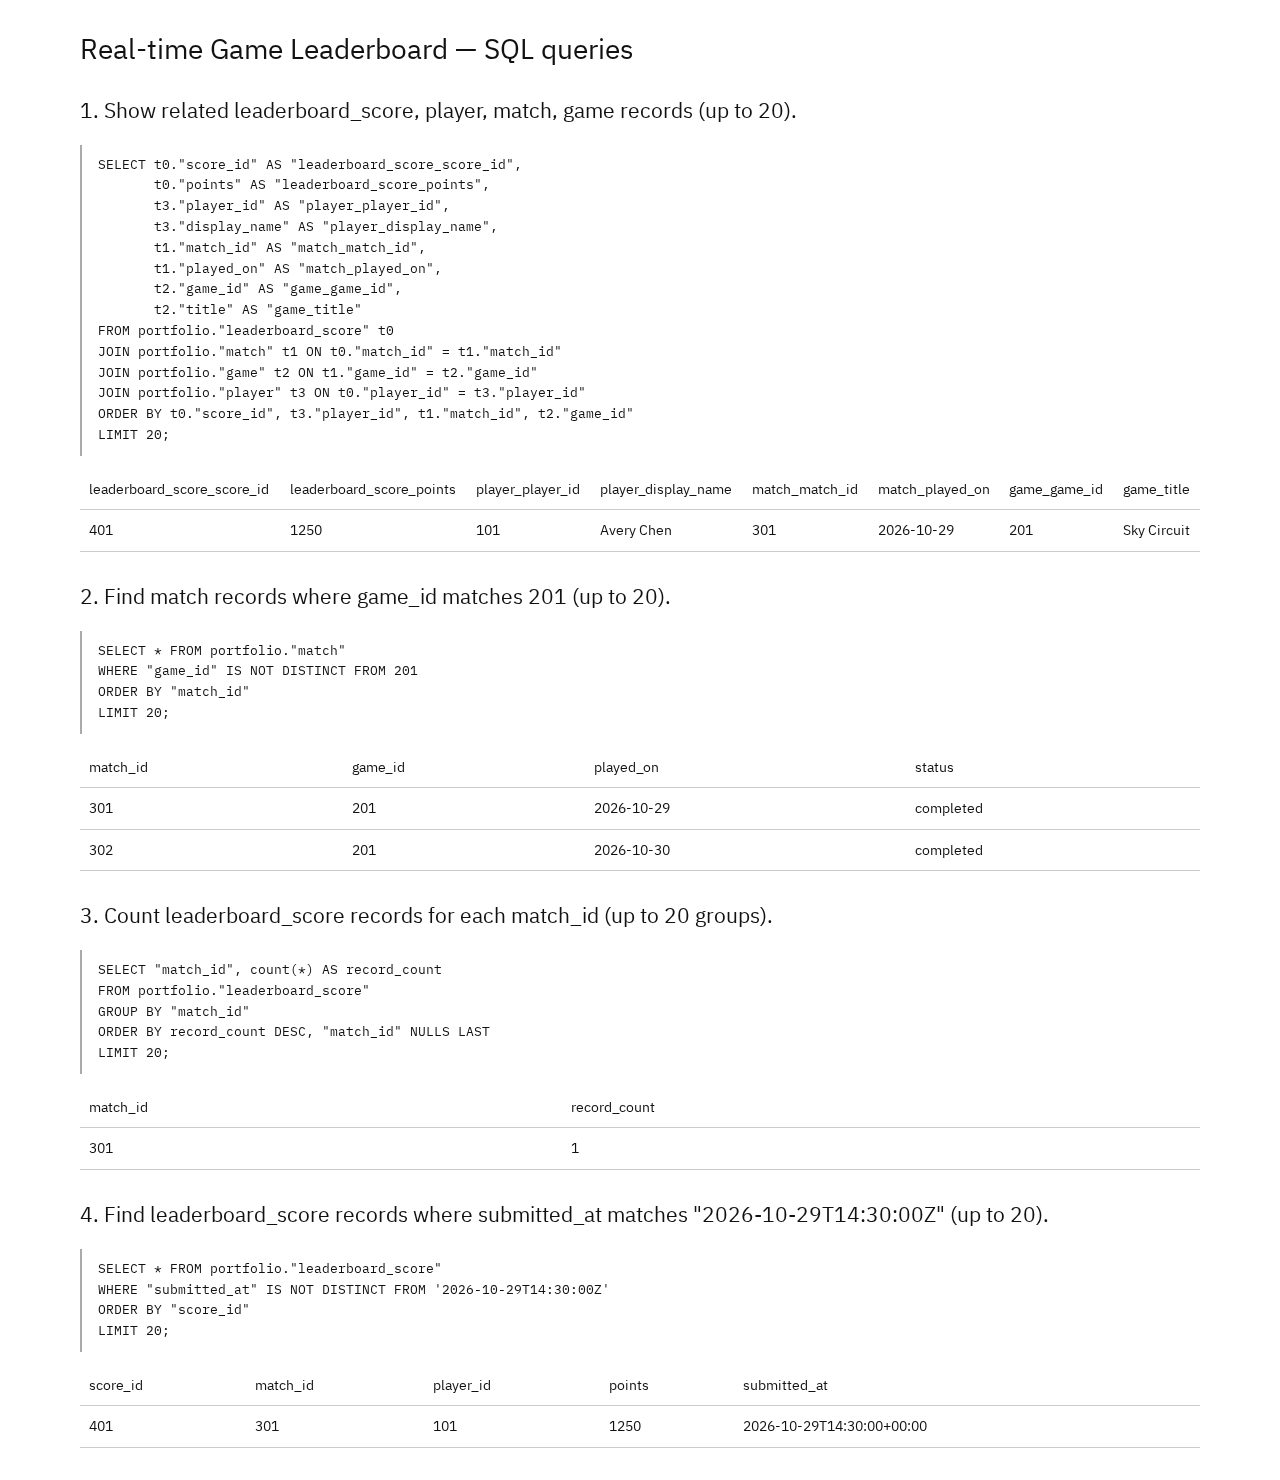 Real-time Game Leaderboard — SQL queries
1. Show related leaderboard_score, player, match, game records (up to 20).
SELECT t0."score_id" AS "leaderboard_score_score_id",
       t0."points" AS "leaderboard_score_points",
       t3."player_id" AS "player_player_id",
       t3."display_name" AS "player_display_name",
       t1."match_id" AS "match_match_id",
       t1."played_on" AS "match_played_on",
       t2."game_id" AS "game_game_id",
       t2."title" AS "game_title"
FROM portfolio."leaderboard_score" t0
JOIN portfolio."match" t1 ON t0."match_id" = t1."match_id"
JOIN portfolio."game" t2 ON t1."game_id" = t2."game_id"
JOIN portfolio."player" t3 ON t0."player_id" = t3."player_id"
ORDER BY t0."score_id", t3."player_id", t1."match_id", t2."game_id"
LIMIT 20;
leaderboard_score_score_id leaderboard_score_points player_player_id player_display_name match_match_id match_played_on game_game_id game_title
401 1250 101 Avery Chen 301 2026-10-29 201 Sky Circuit
2. Find match records where game_id matches 201 (up to 20).
SELECT * FROM portfolio."match"
WHERE "game_id" IS NOT DISTINCT FROM 201
ORDER BY "match_id"
LIMIT 20;
match_id game_id played_on status
301 201 2026-10-29 completed
302 201 2026-10-30 completed
3. Count leaderboard_score records for each match_id (up to 20 groups).
SELECT "match_id", count(*) AS record_count
FROM portfolio."leaderboard_score"
GROUP BY "match_id"
ORDER BY record_count DESC, "match_id" NULLS LAST
LIMIT 20;
match_id record_count
301 1
4. Find leaderboard_score records where submitted_at matches "2026-10-29T14:30:00Z" (up to 20).
SELECT * FROM portfolio."leaderboard_score"
WHERE "submitted_at" IS NOT DISTINCT FROM '2026-10-29T14:30:00Z'
ORDER BY "score_id"
LIMIT 20;
score_id match_id player_id points submitted_at
401 301 101 1250 2026-10-29T14:30:00+00:00